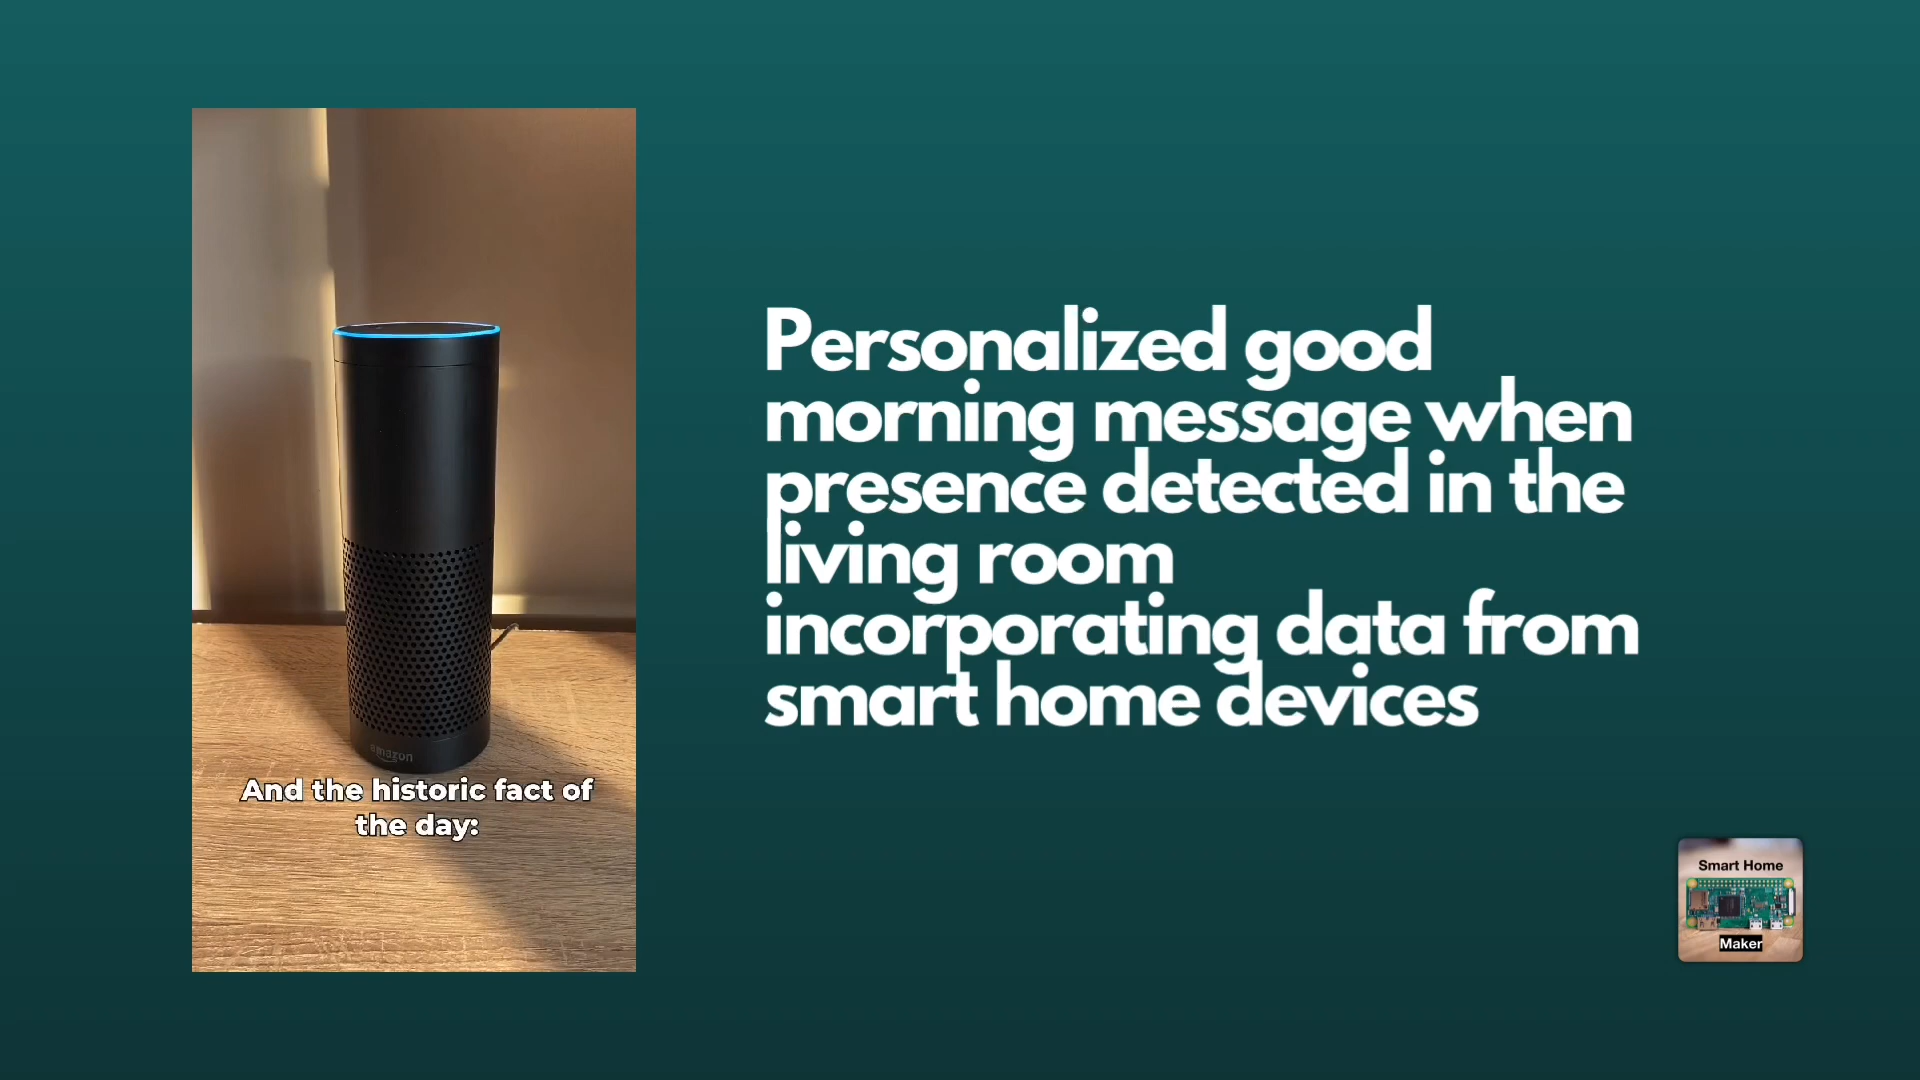 Personalized good
morning message when
presence detected in the
living room
incorporating data from
smart home devices
amazon
And the historic fact of
the day:
Smart Home
Maker